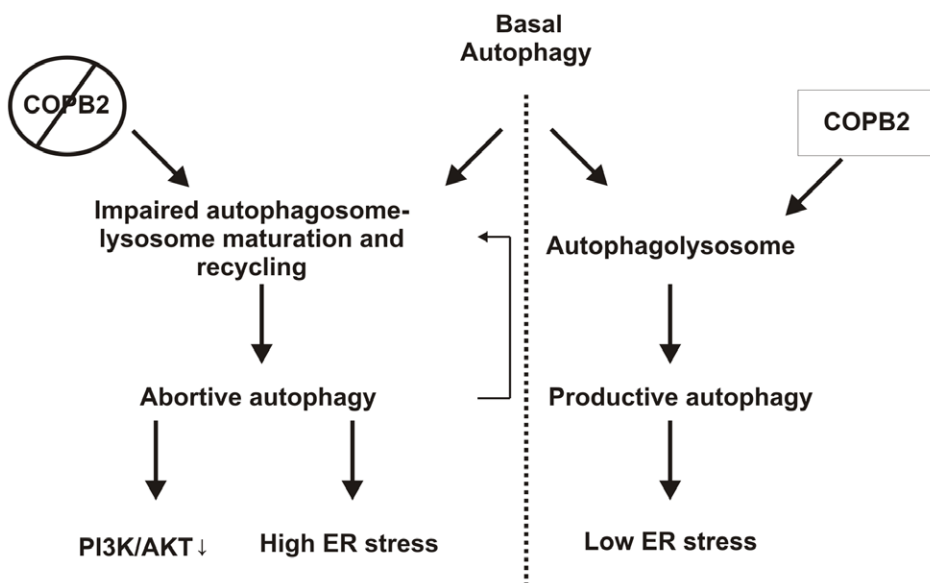 Basal
Autophagy
COPB2
COPB2
Impaired autophagosome-
lysosome maturation and
recycling
Autophagolysosome
Abortive autophagy
Productive autophagy
PI3K/AKT↓
High ER stress
Low ER stress